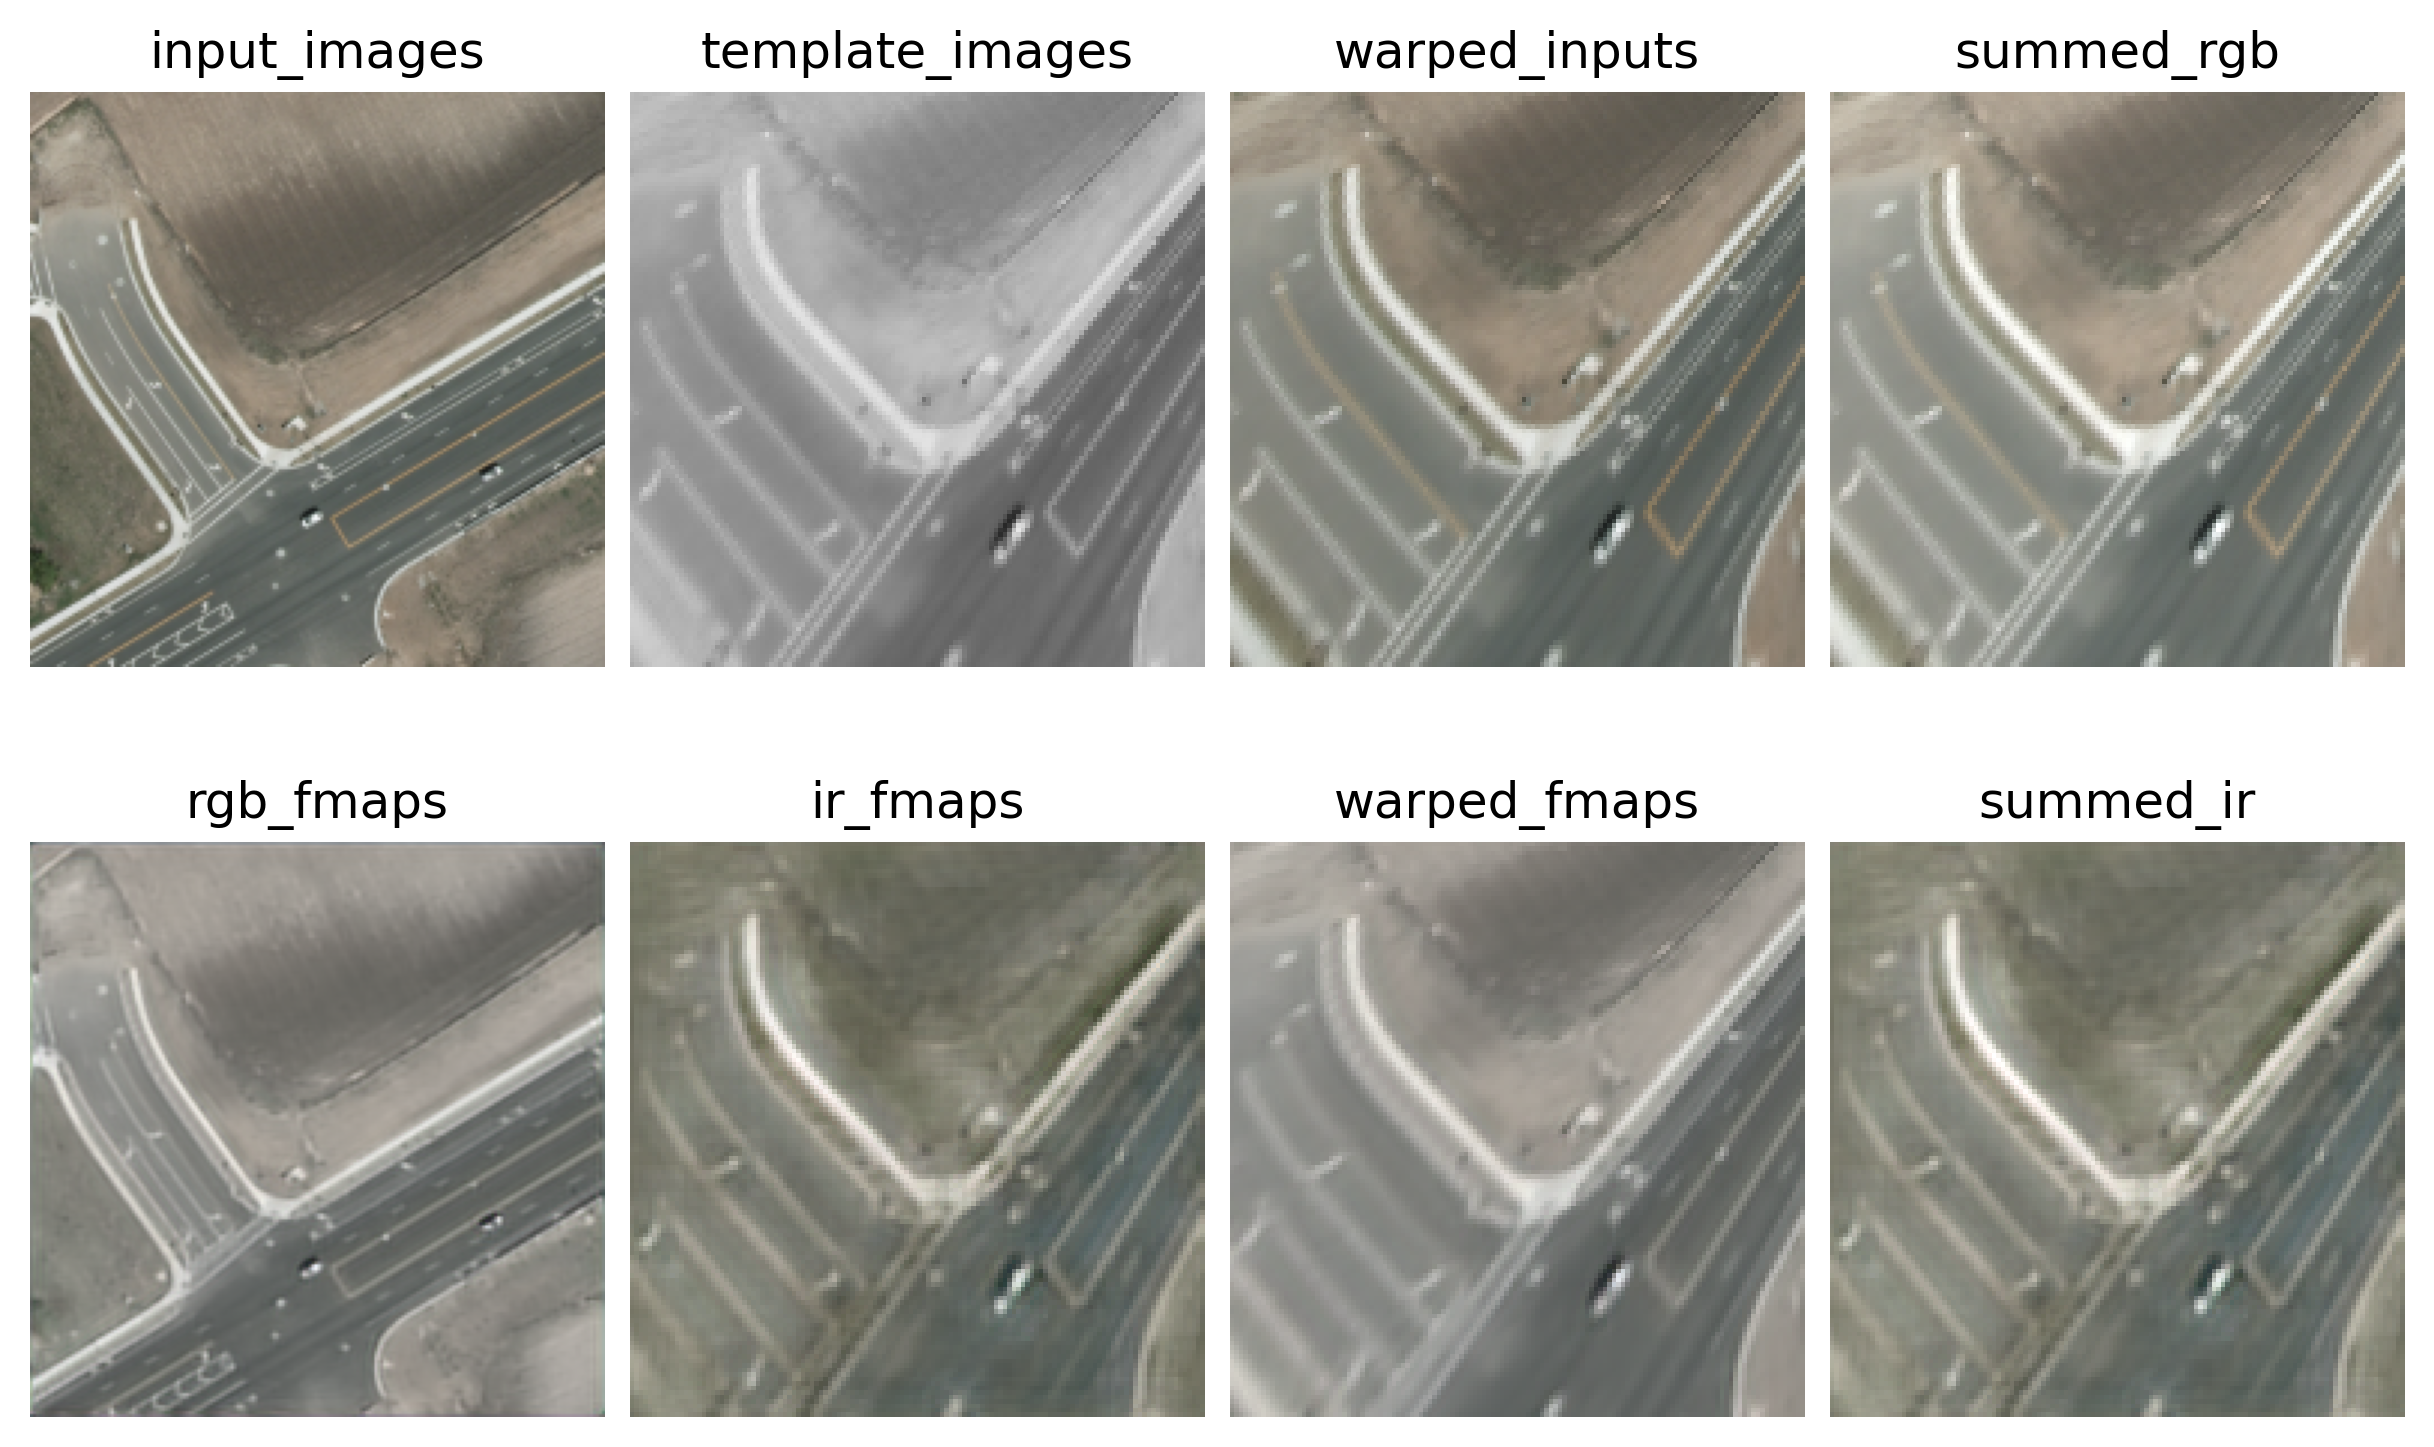 input_images
template_images
warped_inputs
summed_rgb
rgb_fmaps
ir_fmaps
warped_fmaps
summed_ir